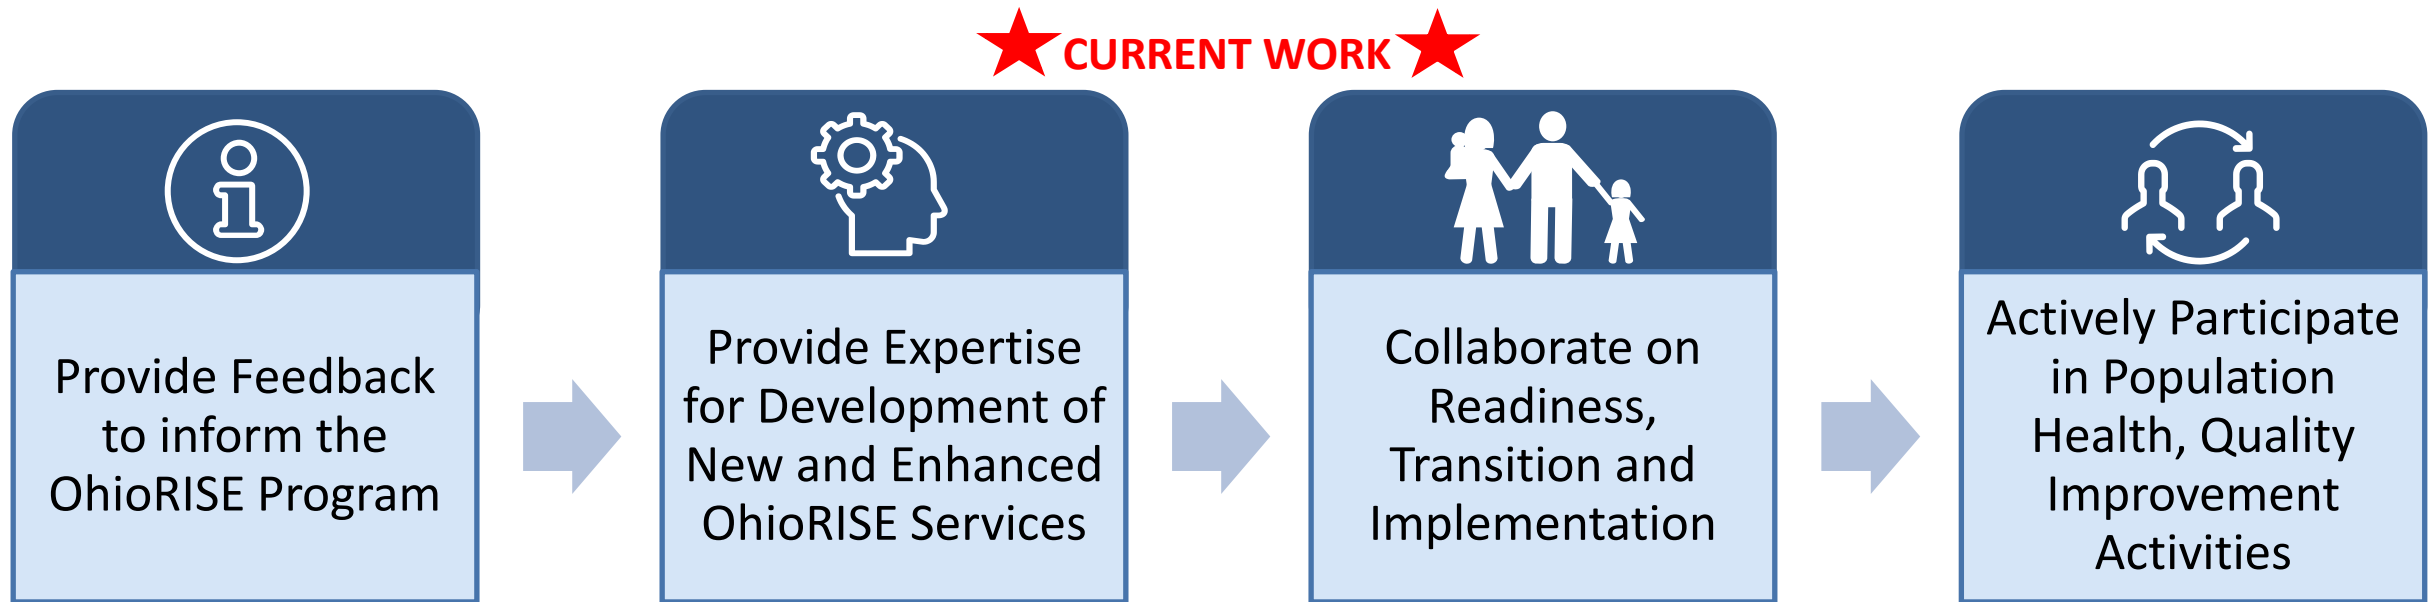 CURRENT WORK
Provide Feedback
to inform the
OhioRISE Program
Provide Expertise
for Development of
New and Enhanced
OhioRISE Services
Collaborate on
Readiness,
Transition and
Implementation
Actively Participate
in Population
Health, Quality
Improvement
Activities